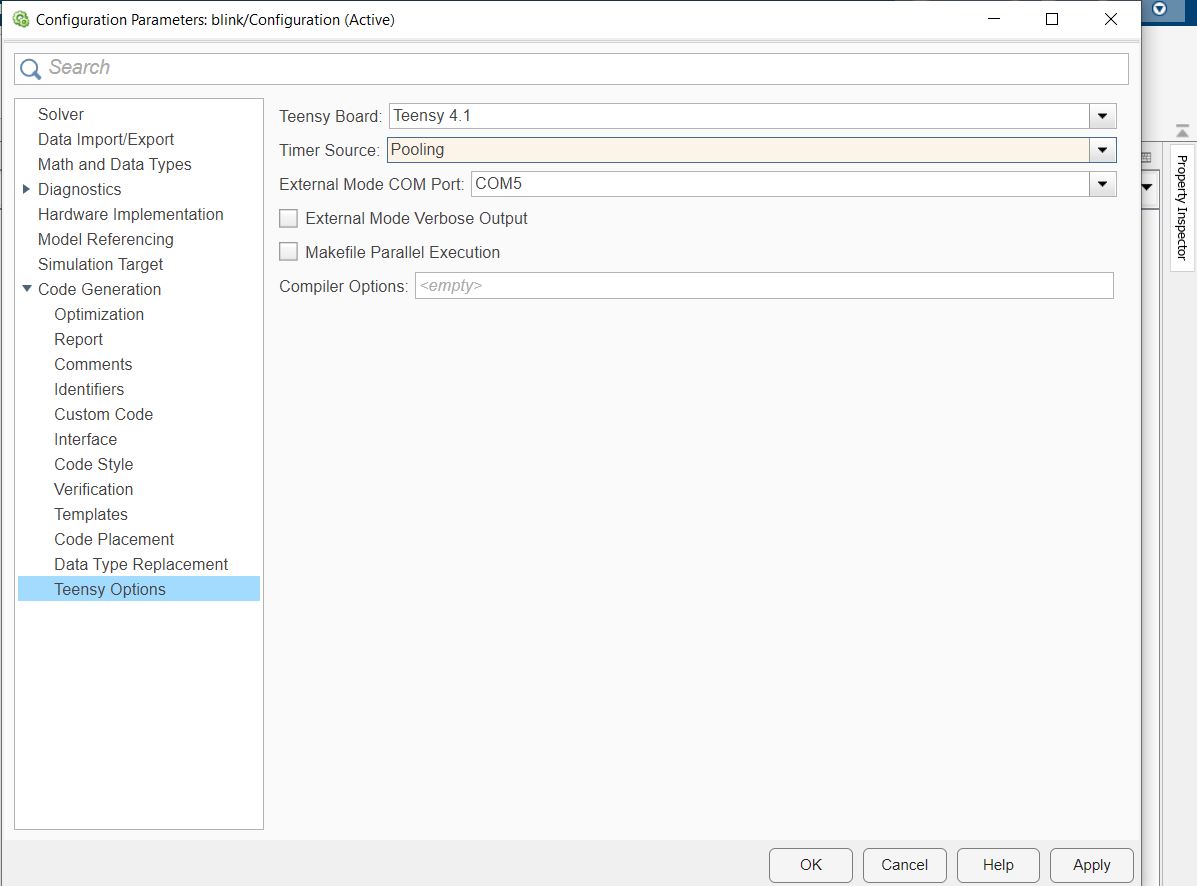 Configuration Parameters: blink/Configuration (Active)
Search
Solver
Data Import/Export
Math and Data Types
Diagnostics
Hardware Implementation
Model Referencing
Simulation Target
Code Generation
Optimization
Report
Comments
Identifiers
Custom Code
Interface
Code Style
Verification
Templates
Code Placement
Data Type Replacement
Teensy Options
Teensy Board: Teensy 4.1
Timer Source: Pooling
External Mode COM Port: COM5
External Mode Verbose Output
Makefile Parallel Execution
Compiler Options: <empty>
Property Inspector
OK Cancel Help Apply